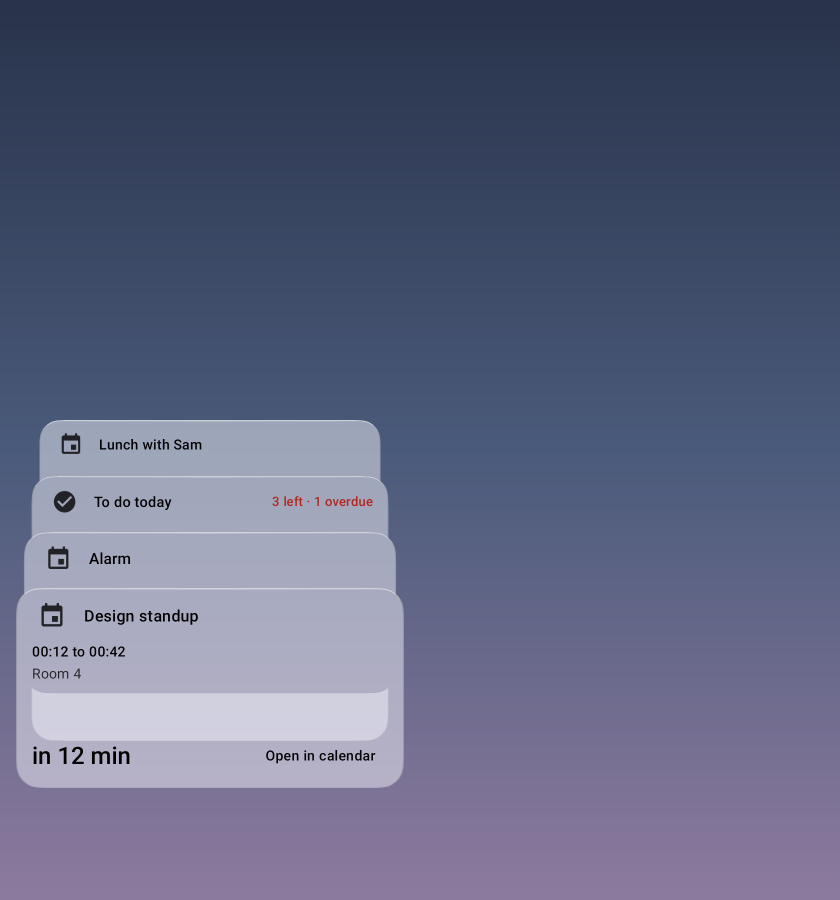 Lunch with Sam
To do today 3 left · 1 overdue
Alarm
Design standup
00:12 to 00:42
Room 4
in 12 min Open in calendar